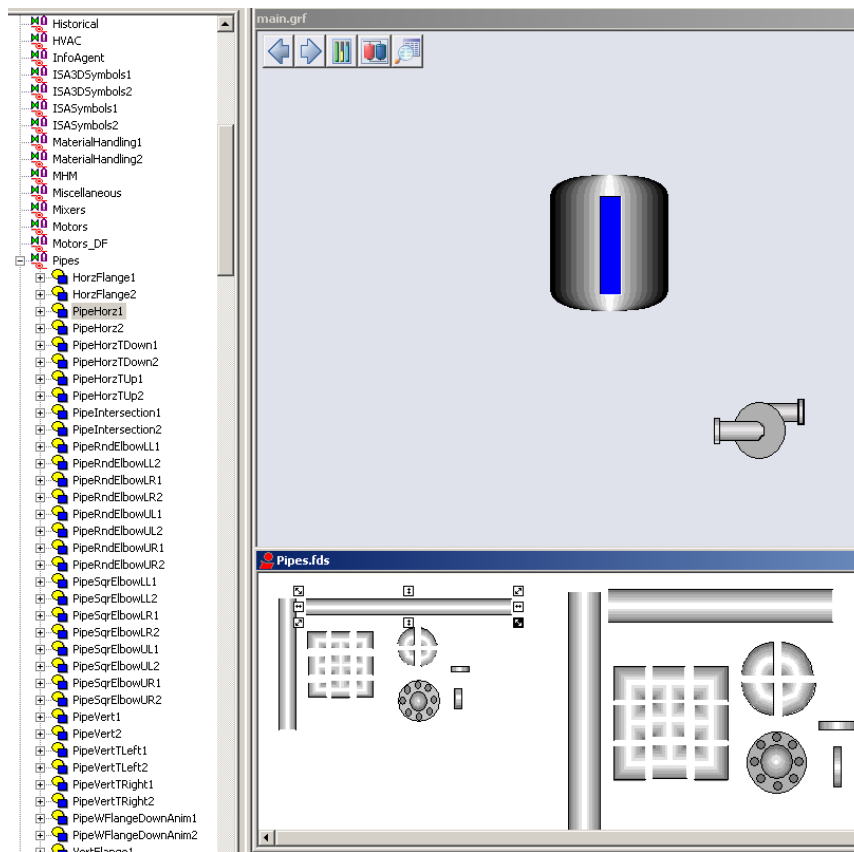 Historical
HVAC
InfoAgent
ISA3DSymbols1
ISA3DSymbols2
ISASymbols1
ISASymbols2
MaterialHandling1
MaterialHandling2
MHM
Miscellaneous
Mixers
Motors
Motors_DF
Pipes
HorzFlange1
HorzFlange2
PipeHorz1
PipeHorz2
PipeHorzTDown1
PipeHorzTDown2
PipeHorzTUp1
PipeHorzTUp2
PipeIntersection1
PipeIntersection2
PipeRndElbowLL1
PipeRndElbowLL2
PipeRndElbowLR1
PipeRndElbowLR2
PipeRndElbowUL1
PipeRndElbowUL2
PipeRndElbowUR1
PipeRndElbowUR2
PipeSqrElbowLL1
PipeSqrElbowLL2
PipeSqrElbowLR1
PipeSqrElbowLR2
PipeSqrElbowUL1
PipeSqrElbowUL2
PipeSqrElbowUR1
PipeSqrElbowUR2
PipeVert1
PipeVert2
PipeVertTLeft1
PipeVertTLeft2
PipeVertTRight1
PipeVertTRight2
PipeWFlangeDownAnim1
PipeWFlangeDownAnim2
VertFlange1
main.grf
Pipes.fds